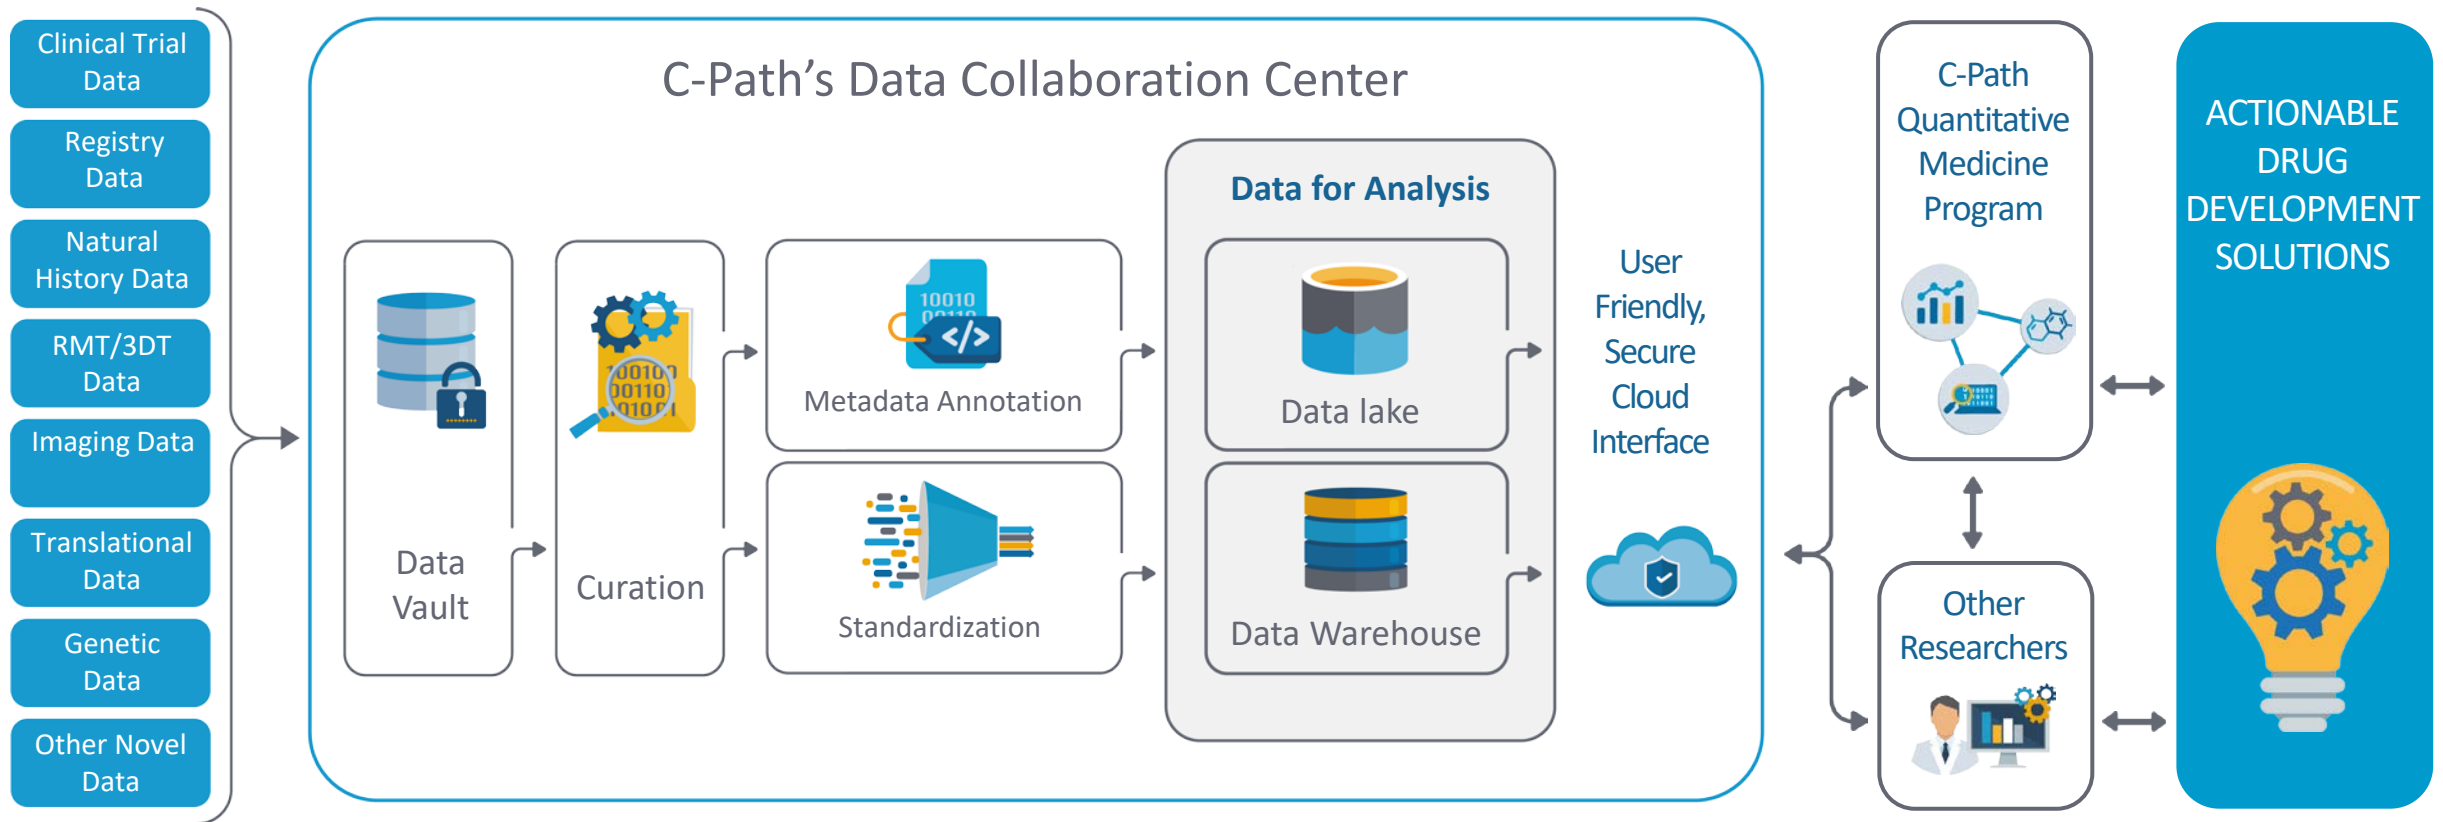 Clinical Trial
Data
Registry
Data
Natural
History Data
RMT/3DT
Data
Imaging Data
Translational
Data
Genetic
Data
Other Novel
Data
C-Path's Data Collaboration Center
Data
Vault
Curation
10010
Metadata Annotation
</>
Standardization
Data for Analysis
Data lake
Data Warehouse
User
Friendly,
Secure
Cloud
Interface
C-Path
Quantitative
Medicine
Program
Other
Researchers
ACTIONABLE
DRUG
DEVELOPMENT
SOLUTIONS